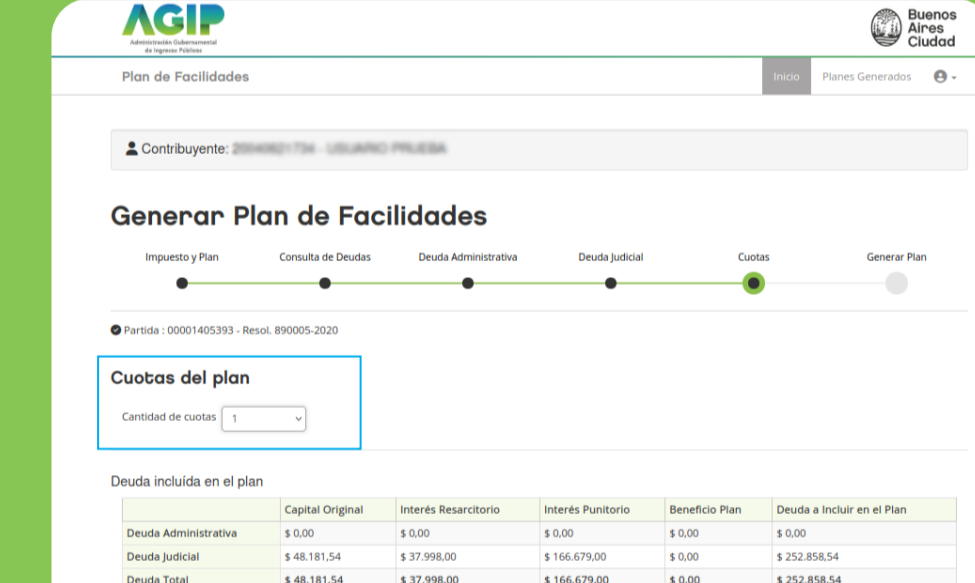 AGIP
Administración Gubernamental
de Ingresos Públicos
Buenos
Aires
Ciudad
Plan de Facilidades
Inicio
Planes Generados
Contribuyente:
Generar Plan de Facilidades
Impuesto y Plan
Consulta de Deudas
Deuda Administrativa
Deuda Judicial
Cuotas
Generar Plan
Partida : 00001405393 - Resol. 890005-2020
Cuotas del plan
Cantidad de cuotas 1
Deuda incluída en el plan
Capital Original Interés Resarcitorio Interés Punitorio Beneficio Plan Deuda a Incluir en el Plan
Deuda Administrativa $ 0,00 $ 0,00 $ 0,00 $ 0,00 $ 0,00
Deuda Judicial $ 48.181,54 $ 37.998,00 $ 166.679,00 $ 0,00 $ 252.858,54
Deuda Total $ 48.181,54 $ 37.998,00 $ 166.679,00 $ 0,00 $ 252.858,54